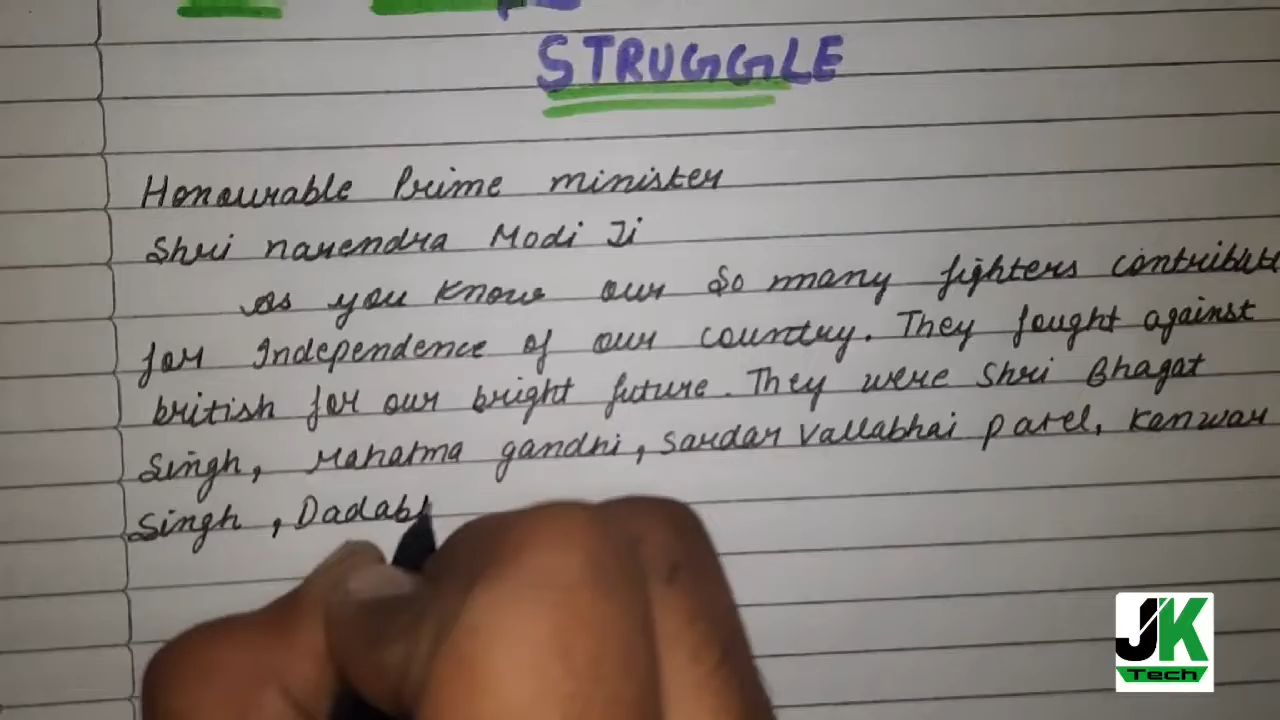 STRUGGLE
Honourable Prime minister
Shri narendra Modi Ji
as you know our So many fighters contribute
for Independence of our country. They fought against
british for our bright future. They were Shri Bhagat
Singh, Mahatma gandhi, Sardar Vallabhai patel, Kanwar
Singh, Dadab
JK
Tech